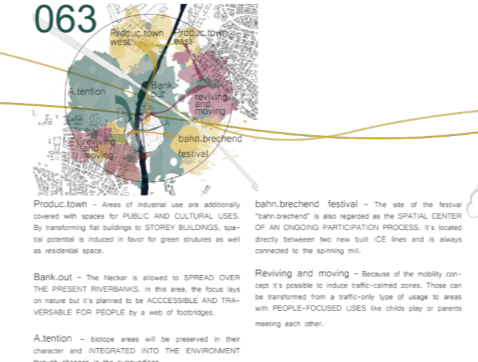 063
Produc.town
west
Produc.town
east
A.tention
Bank
out
reviving
and
moving
reviving
and
moving
bahn.brechend
festival
Produc.town – Areas of industrial use are additionally
covered with spaces for PUBLIC AND CULTURAL USES.
By transforming flat buildings to STOREY BUILDINGS, spa-
tial potential is induced in favor for green strutures as well
as residential space.
Bank.out – The Neckar is allowed to SPREAD OVER
THE PRESENT RIVERBANKS. In this area, the focus lays
on nature but it's planned to be ACCCESSIBLE AND TRA-
VERSABLE FOR PEOPLE by a web of footbridges.
A.tention – biotope areas will be preserved in their
character and INTEGRATED INTO THE ENVIRONMENT
through changes in the surroundings
bahn.brechend festival – The site of the festival
"bahn.brechend" is also regarded as the SPATIAL CENTER
OF AN ONGOING PARTICIPATION PROCESS. It's located
directly betweeen two new built ICE lines and is always
connected to the spinning mill.
Reviving and moving – Because of the mobility con-
cept it's possible to induce traffic-calmed zones. Those can
be transformed from a traffic-only type of usage to areas
with PEOPLE-FOCUSED USES like childs play or parents
meeting each other.